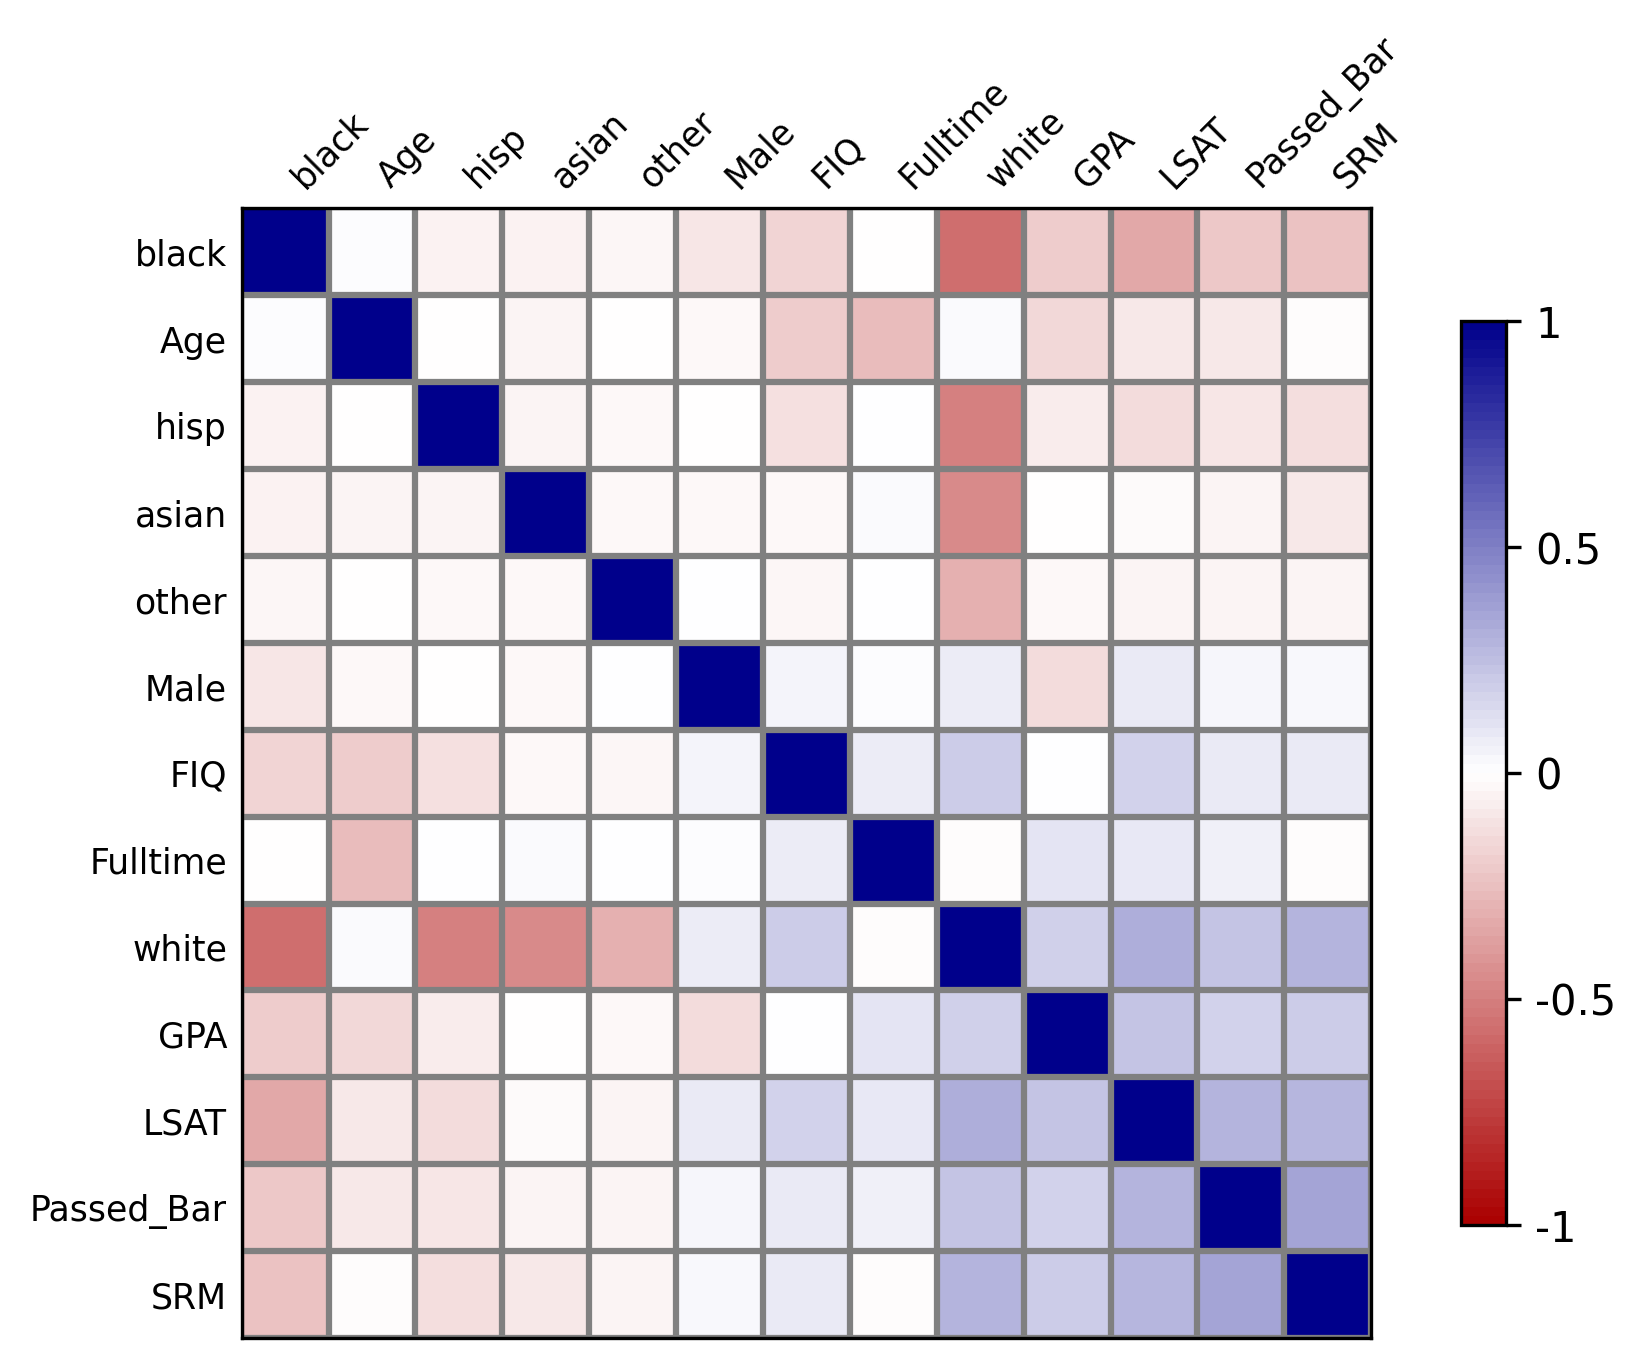 black
Age
hisp
asian
other
Male
FIQ
Fulltime
white
GPA
LSAT
Passed_Bar
SRM
black
Age
hisp
asian
other
Male
FIQ
Fulltime
white
GPA
LSAT
Passed_Bar
SRM
1
0.5
0
-0.5
-1